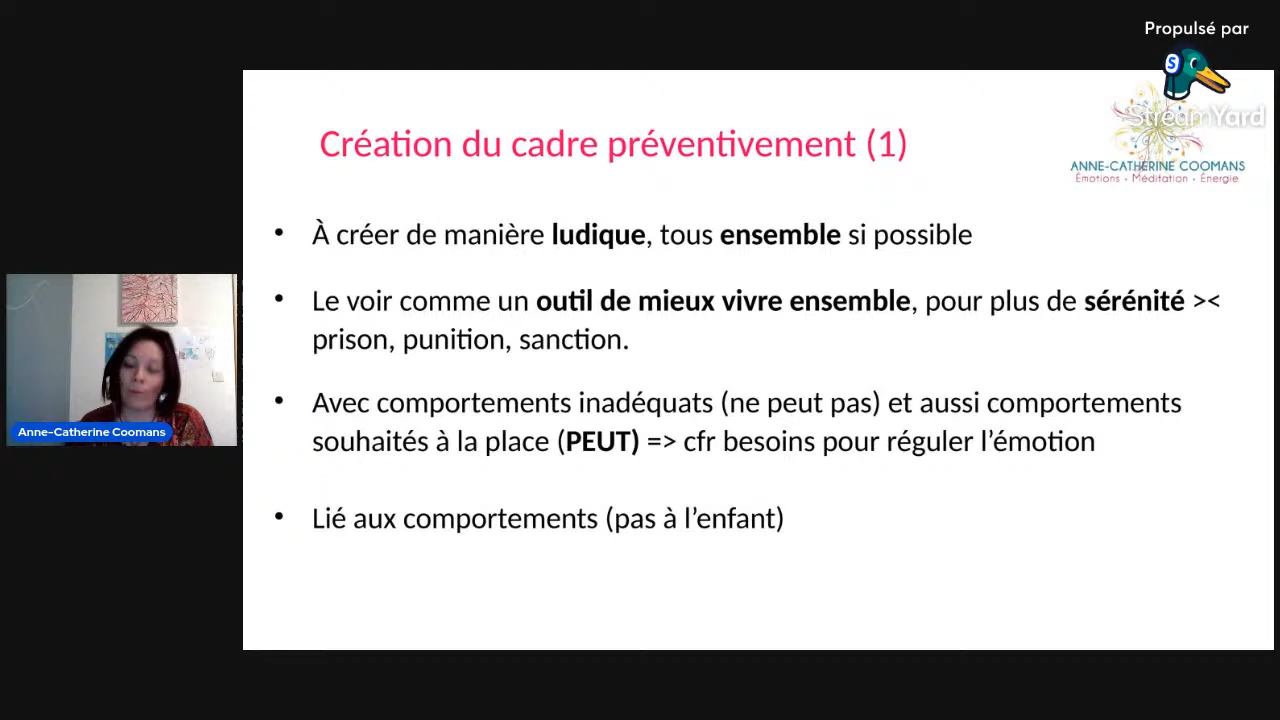 Propulsé par
StreamYard
Création du cadre préventivement (1)
ANNE-CATHERINE COOMANS
Émotions • Méditation • Énergie
• À créer de manière ludique, tous ensemble si possible
• Le voir comme un outil de mieux vivre ensemble, pour plus de sérénité ><
prison, punition, sanction.
• Avec comportements inadéquats (ne peut pas) et aussi comportements
souhaités à la place (PEUT) => cfr besoins pour réguler l’émotion
• Lié aux comportements (pas à l’enfant)
Anne-Catherine Coomans